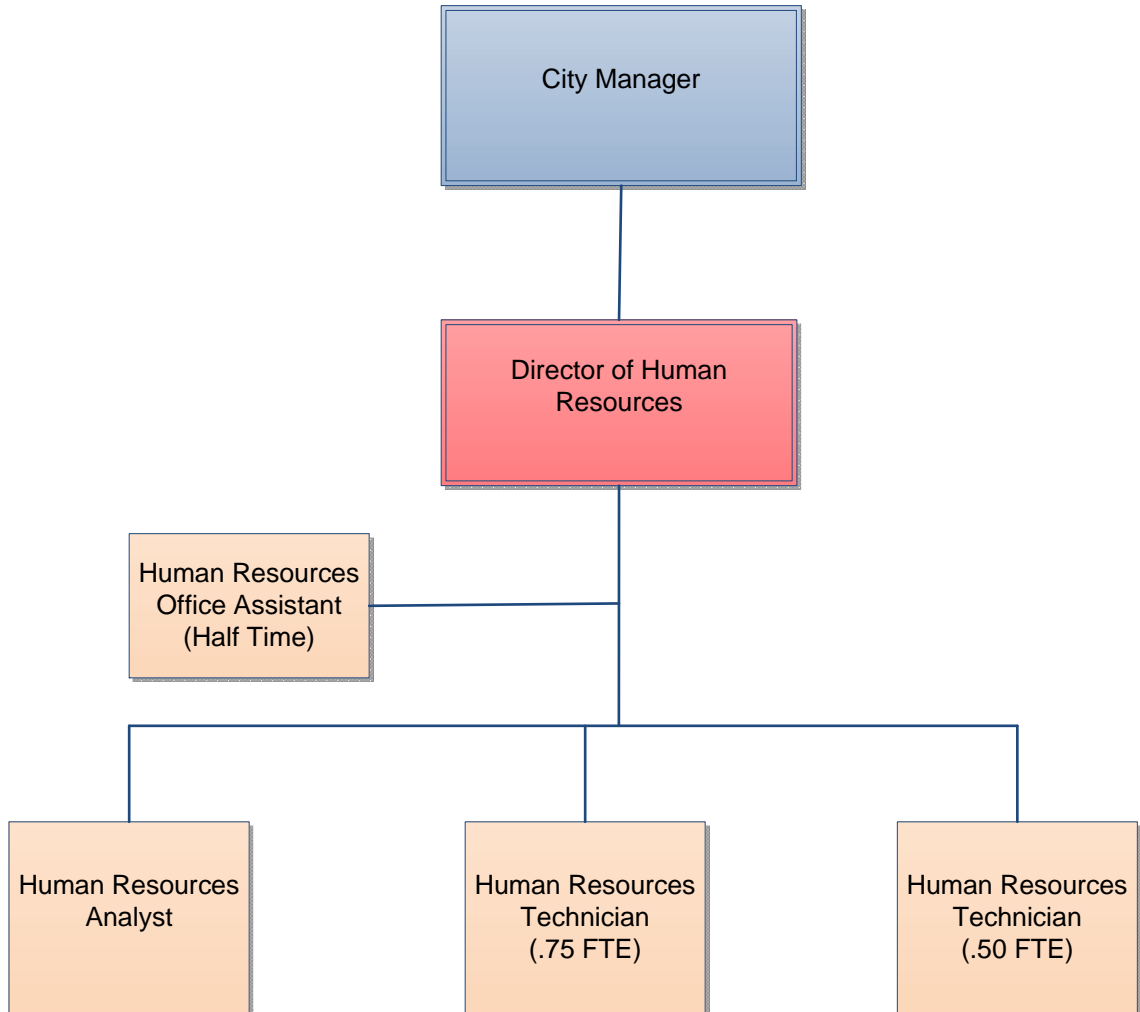 City Manager
Director of Human
Resources
Human Resources
Office Assistant
(Half Time)
Human Resources
Analyst
Human Resources
Technician
(.75 FTE)
Human Resources
Technician
(.50 FTE)